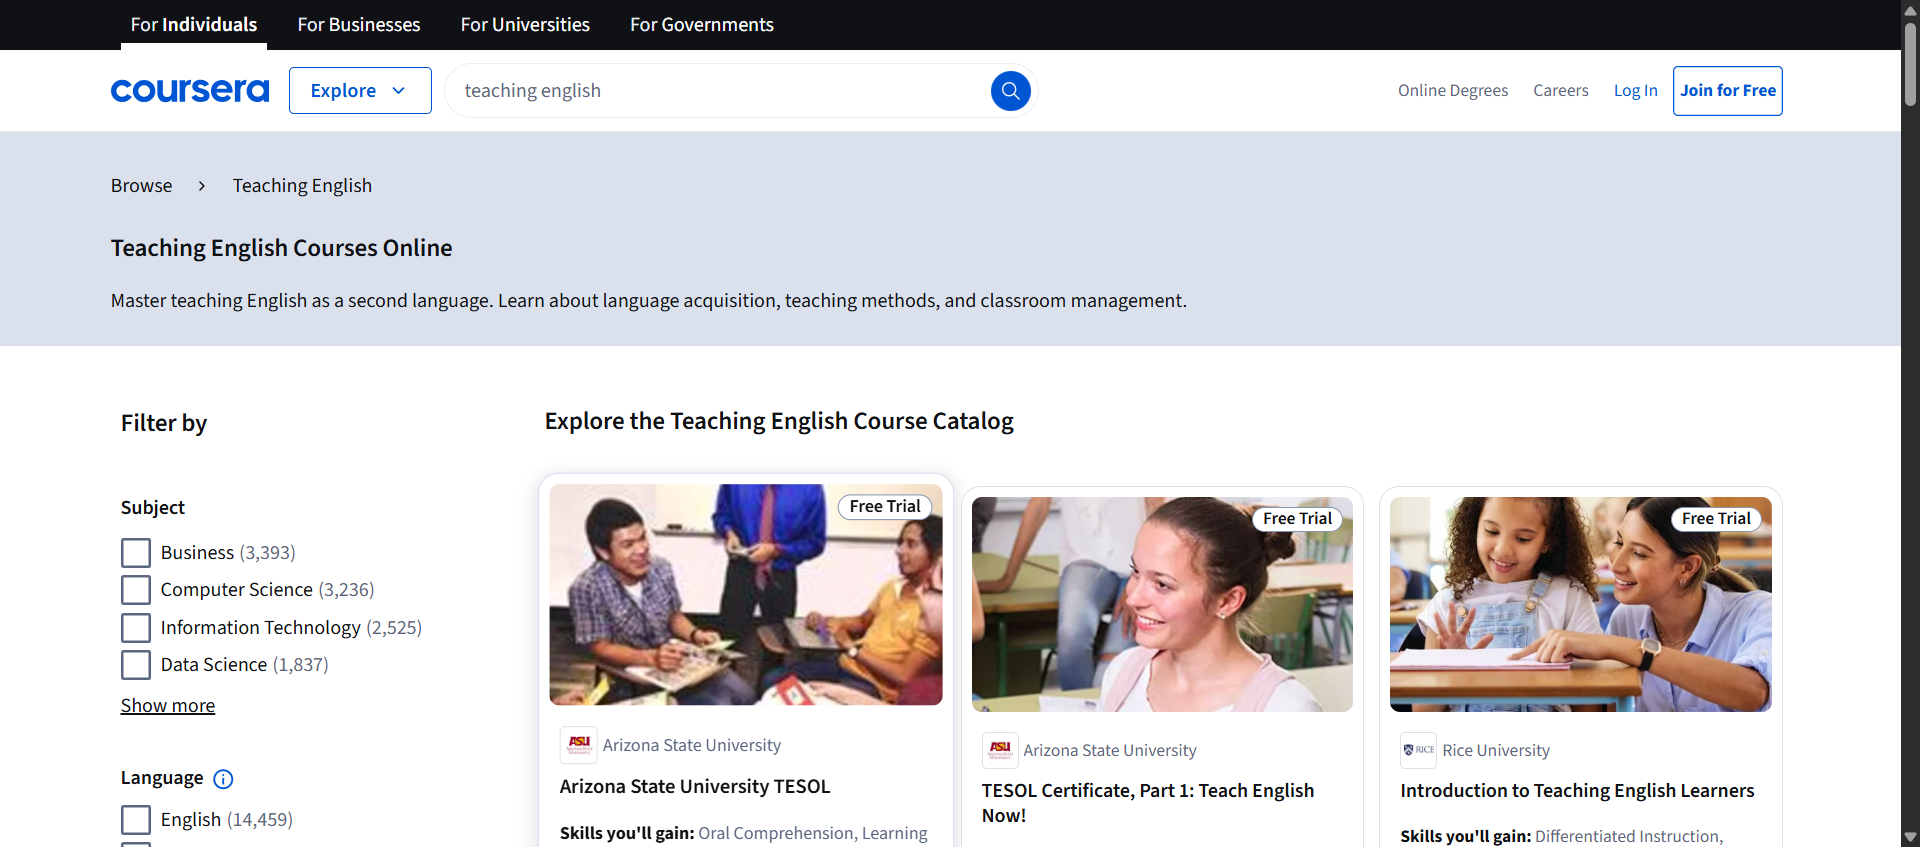 For Individuals
For Businesses
For Universities
For Governments
coursera
Explore
teaching english
Online Degrees
Careers
Log In
Join for Free
Browse
Teaching English
Teaching English Courses Online
Master teaching English as a second language. Learn about language acquisition, teaching methods, and classroom management.
Filter by
Subject
Business (3,393)
Computer Science (3,236)
Information Technology (2,525)
Data Science (1,837)
Show more
Language
English (14,459)
Explore the Teaching English Course Catalog
Free Trial
ASU
Arizona State University
Arizona State University TESOL
Skills you'll gain: Oral Comprehension, Learning
Free Trial
ASU
Arizona State University
TESOL Certificate, Part 1: Teach English
Now!
Free Trial
RICE
Rice University
Introduction to Teaching English Learners
Skills you'll gain: Differentiated Instruction,